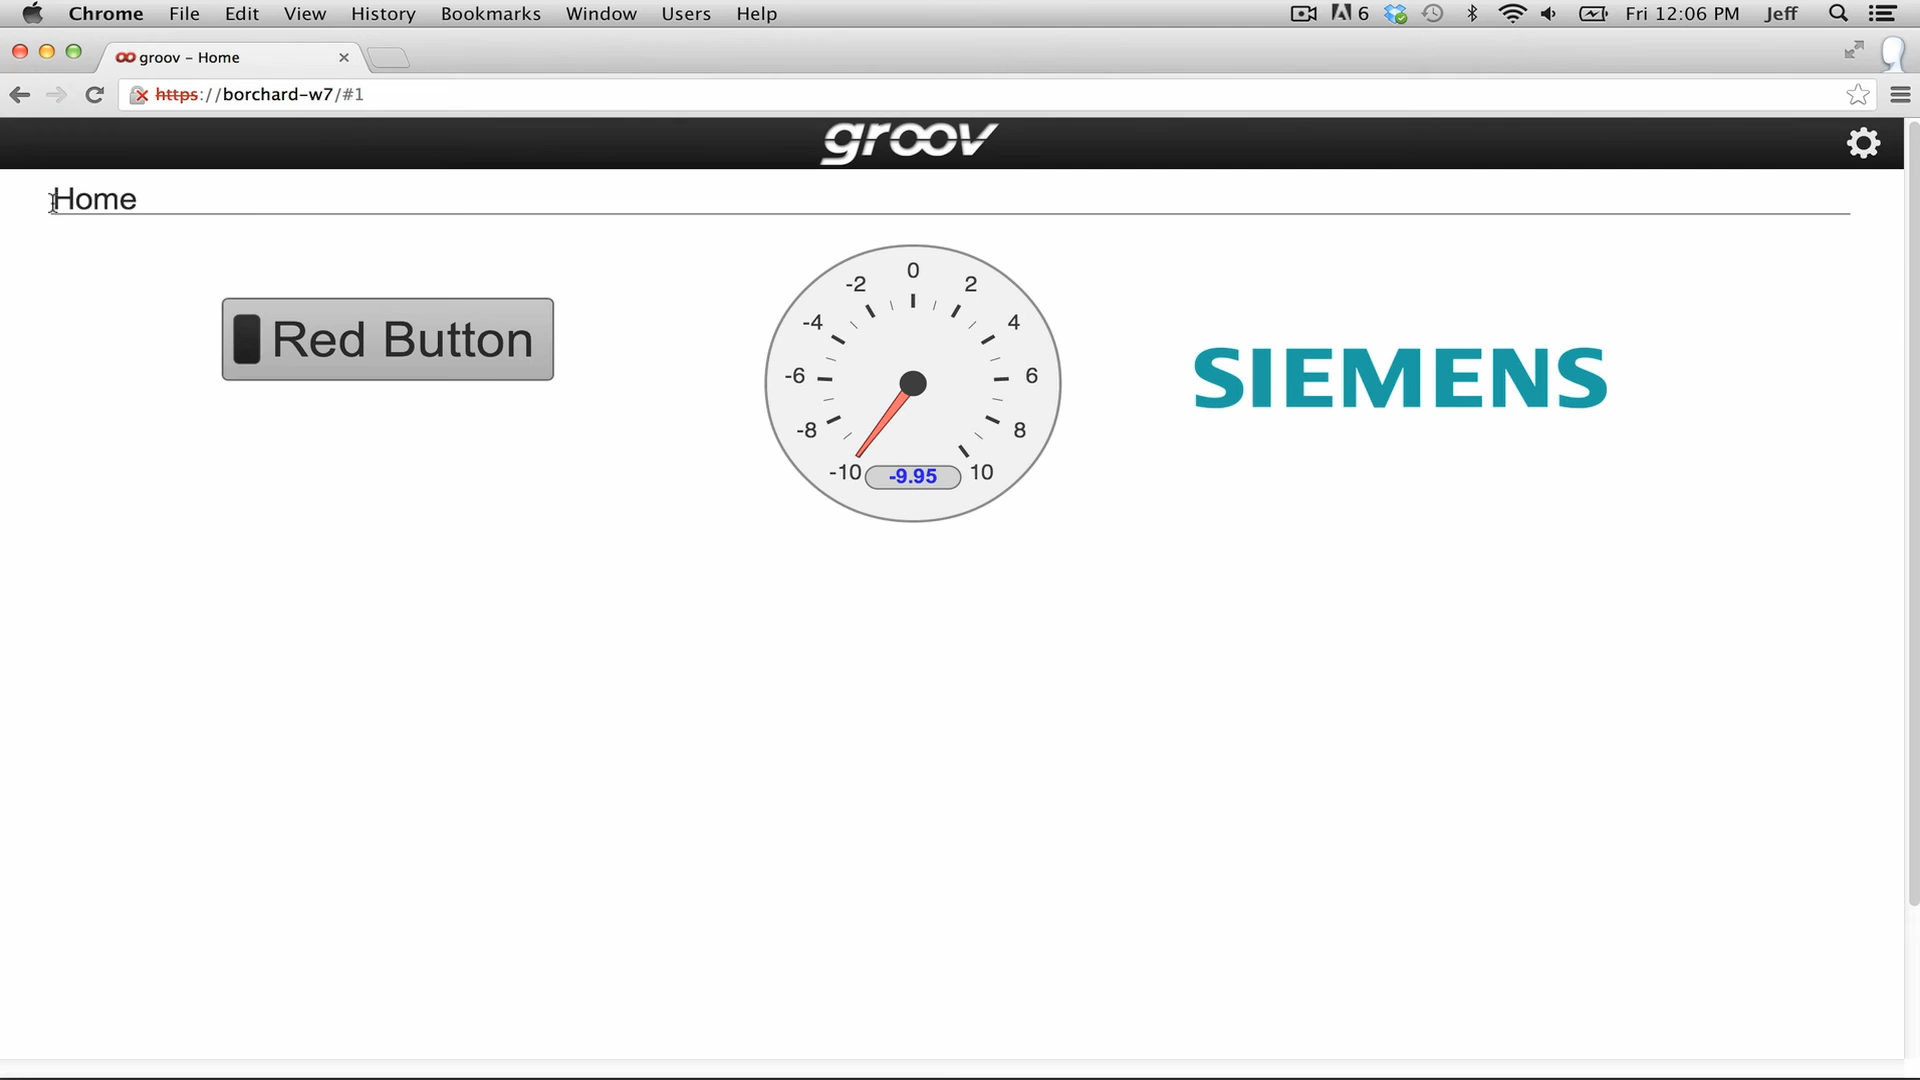 Chrome File Edit View History Bookmarks Window Users Help 6 Fri 12:06 PM Jeff
groov – Home
https://borchard-w7/#1
groov
Home
Red Button
0
-2 2
-4 4
-6 6
-8 8
-10 -9.95 10
SIEMENS